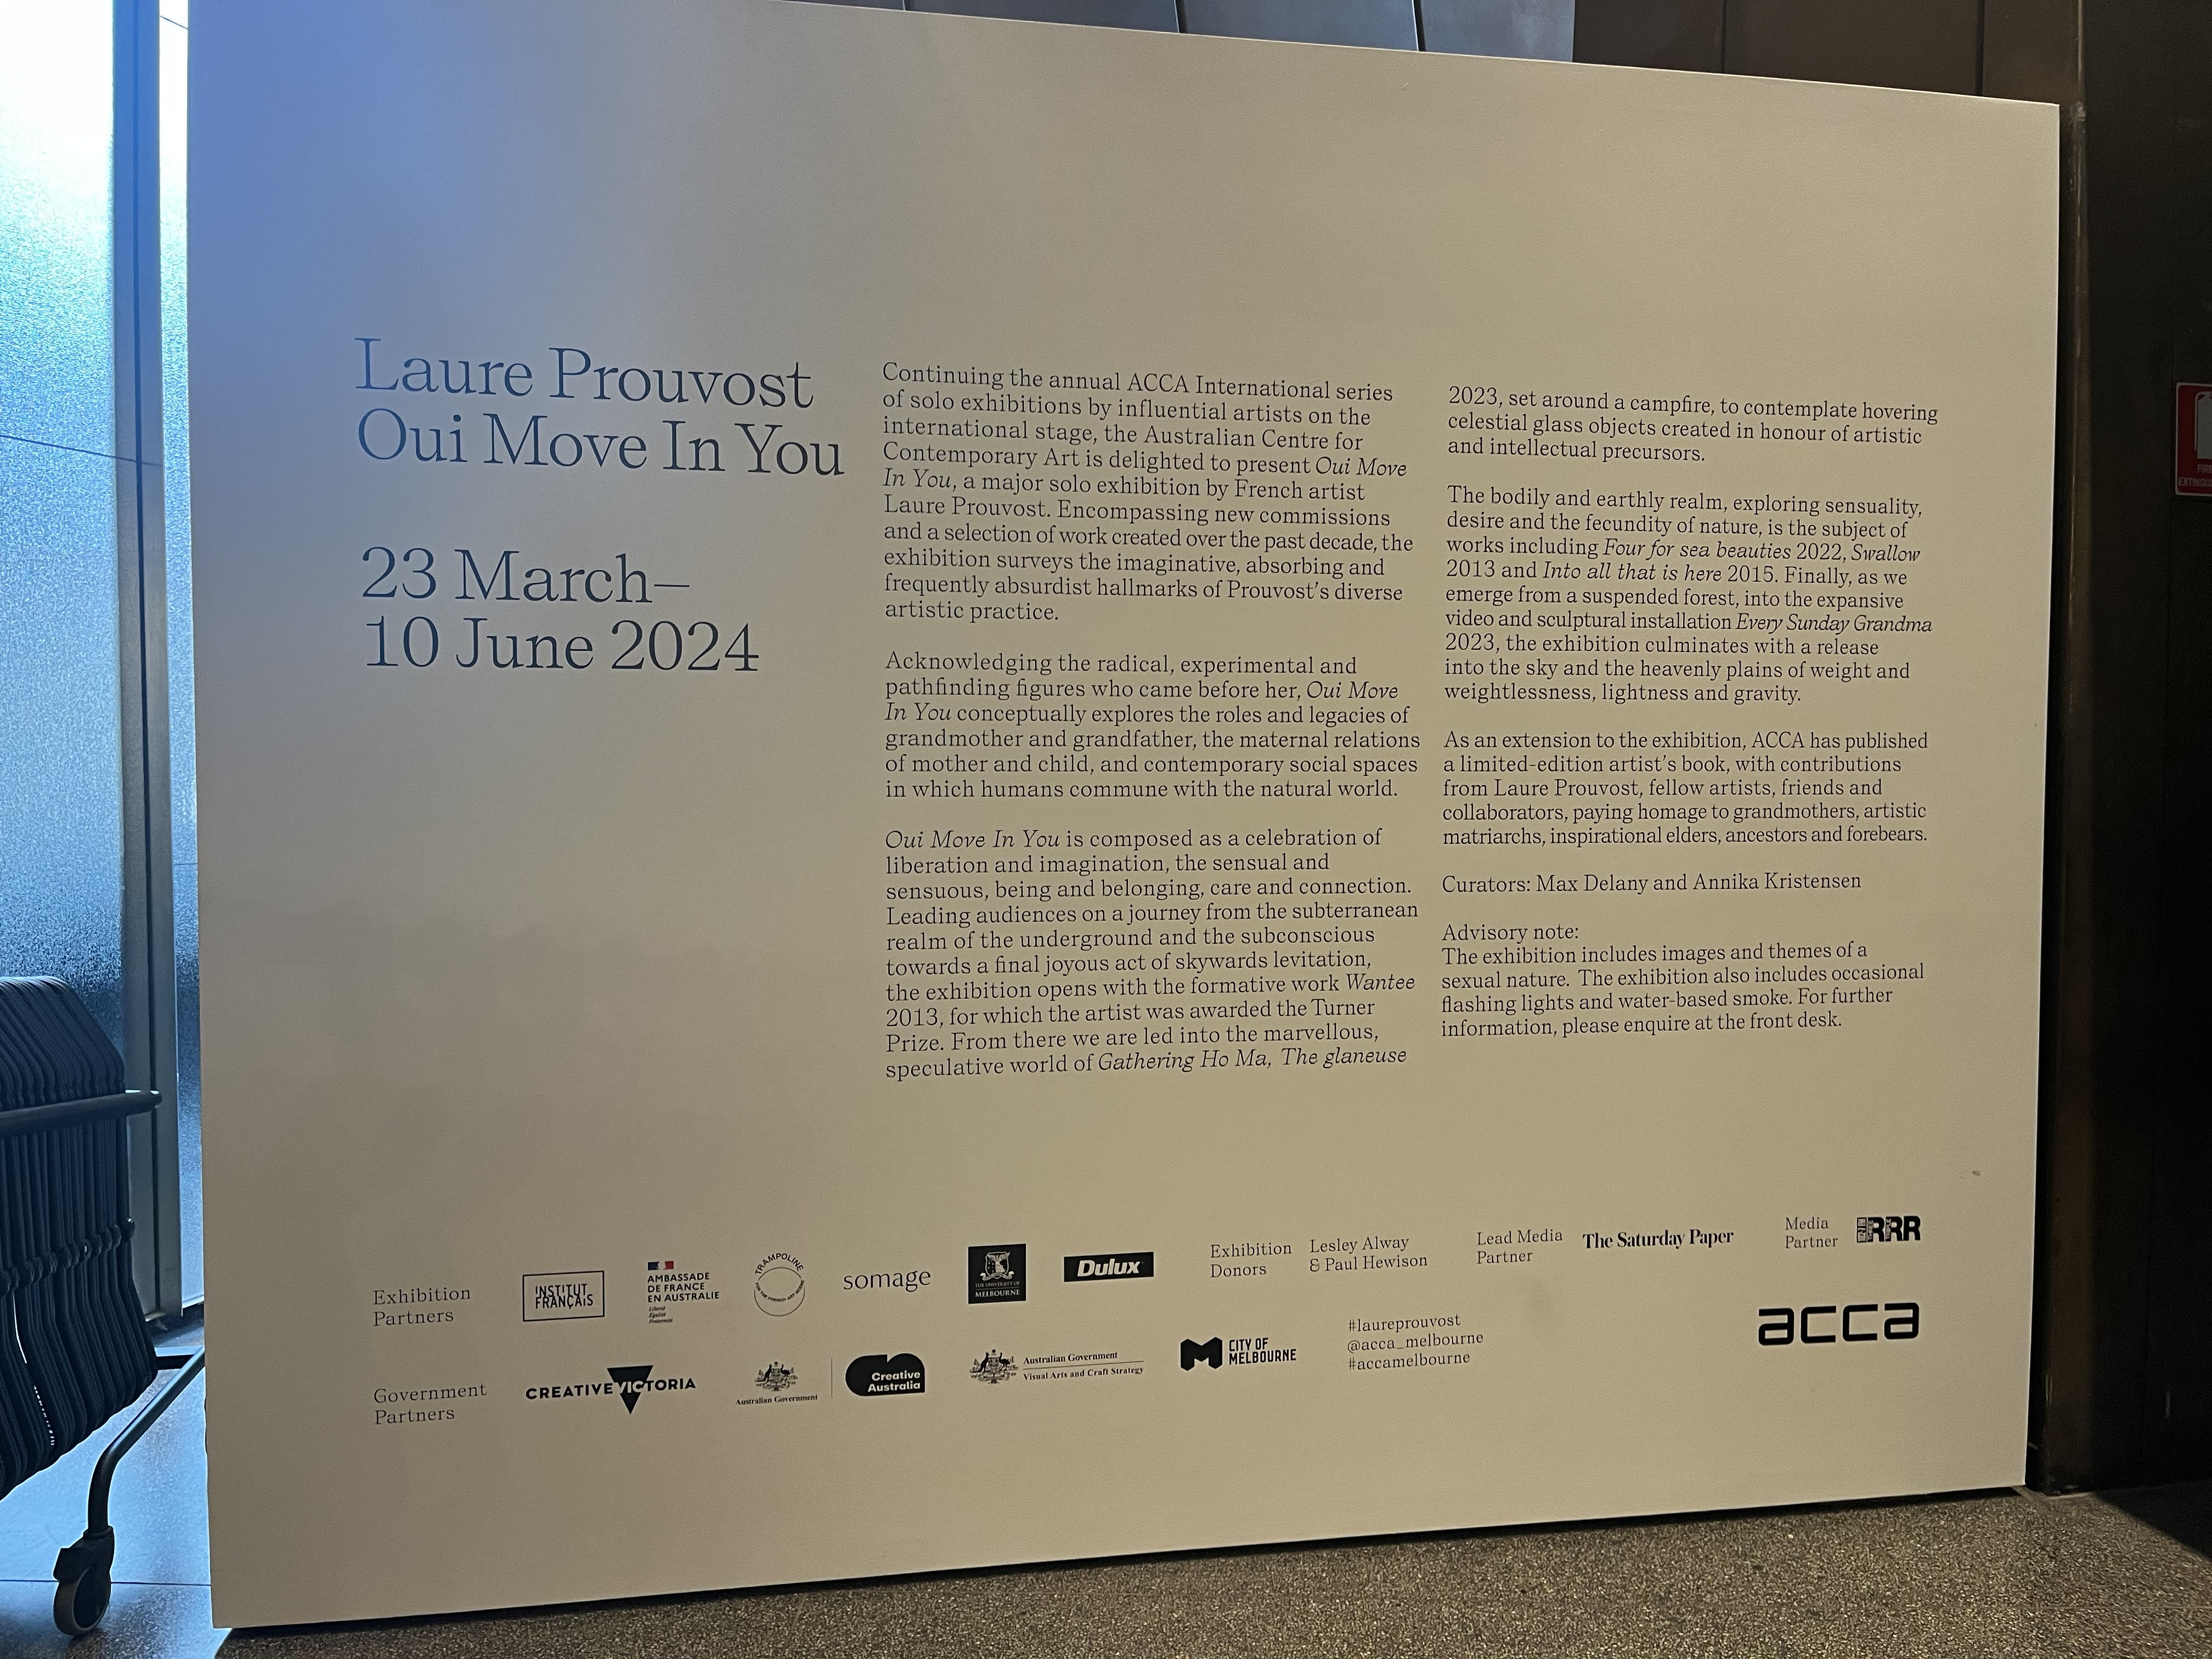 Laure Prouvost
Oui Move In You
23 March–
10 June 2024
Continuing the annual ACCA International series
of solo exhibitions by influential artists on the
international stage, the Australian Centre for
Contemporary Art is delighted to present Oui Move
In You, a major solo exhibition by French artist
Laure Prouvost. Encompassing new commissions
and a selection of work created over the past decade, the
exhibition surveys the imaginative, absorbing and
frequently absurdist hallmarks of Prouvost’s diverse
artistic practice.
Acknowledging the radical, experimental and
pathfinding figures who came before her, Oui Move
In You conceptually explores the roles and legacies of
grandmother and grandfather, the maternal relations
of mother and child, and contemporary social spaces
in which humans commune with the natural world.
Oui Move In You is composed as a celebration of
liberation and imagination, the sensual and
sensuous, being and belonging, care and connection.
Leading audiences on a journey from the subterranean
realm of the underground and the subconscious
towards a final joyous act of skywards levitation,
the exhibition opens with the formative work Wantee
2013, for which the artist was awarded the Turner
Prize. From there we are led into the marvellous,
speculative world of Gathering Ho Ma, The glaneuse
2023, set around a campfire, to contemplate hovering
celestial glass objects created in honour of artistic
and intellectual precursors.
The bodily and earthly realm, exploring sensuality,
desire and the fecundity of nature, is the subject of
works including Four for sea beauties 2022, Swallow
2013 and Into all that is here 2015. Finally, as we
emerge from a suspended forest, into the expansive
video and sculptural installation Every Sunday Grandma
2023, the exhibition culminates with a release
into the sky and the heavenly plains of weight and
weightlessness, lightness and gravity.
As an extension to the exhibition, ACCA has published
a limited-edition artist’s book, with contributions
from Laure Prouvost, fellow artists, friends and
collaborators, paying homage to grandmothers, artistic
matriarchs, inspirational elders, ancestors and forebears.
Curators: Max Delany and Annika Kristensen
Advisory note:
The exhibition includes images and themes of a
sexual nature. The exhibition also includes occasional
flashing lights and water-based smoke. For further
information, please enquire at the front desk.
Exhibition
Partners
INSTITUT
FRANÇAIS
AMBASSADE
DE FRANCE
EN AUSTRALIE
Liberté
Égalité
Fraternité
TRAMPOLINE
somage
THE UNIVERSITY OF
MELBOURNE
Dulux
Exhibition
Donors
Lesley Alway
& Paul Hewison
Lead Media
Partner
The Saturday Paper
Media
Partner
RRR
Government
Partners
CREATIVE VICTORIA
Australian Government
Creative
Australia
Australian Government
Visual Arts and Craft Strategy
CITY OF
MELBOURNE
#laureprouvost
@acca_melbourne
#accamelbourne
acca